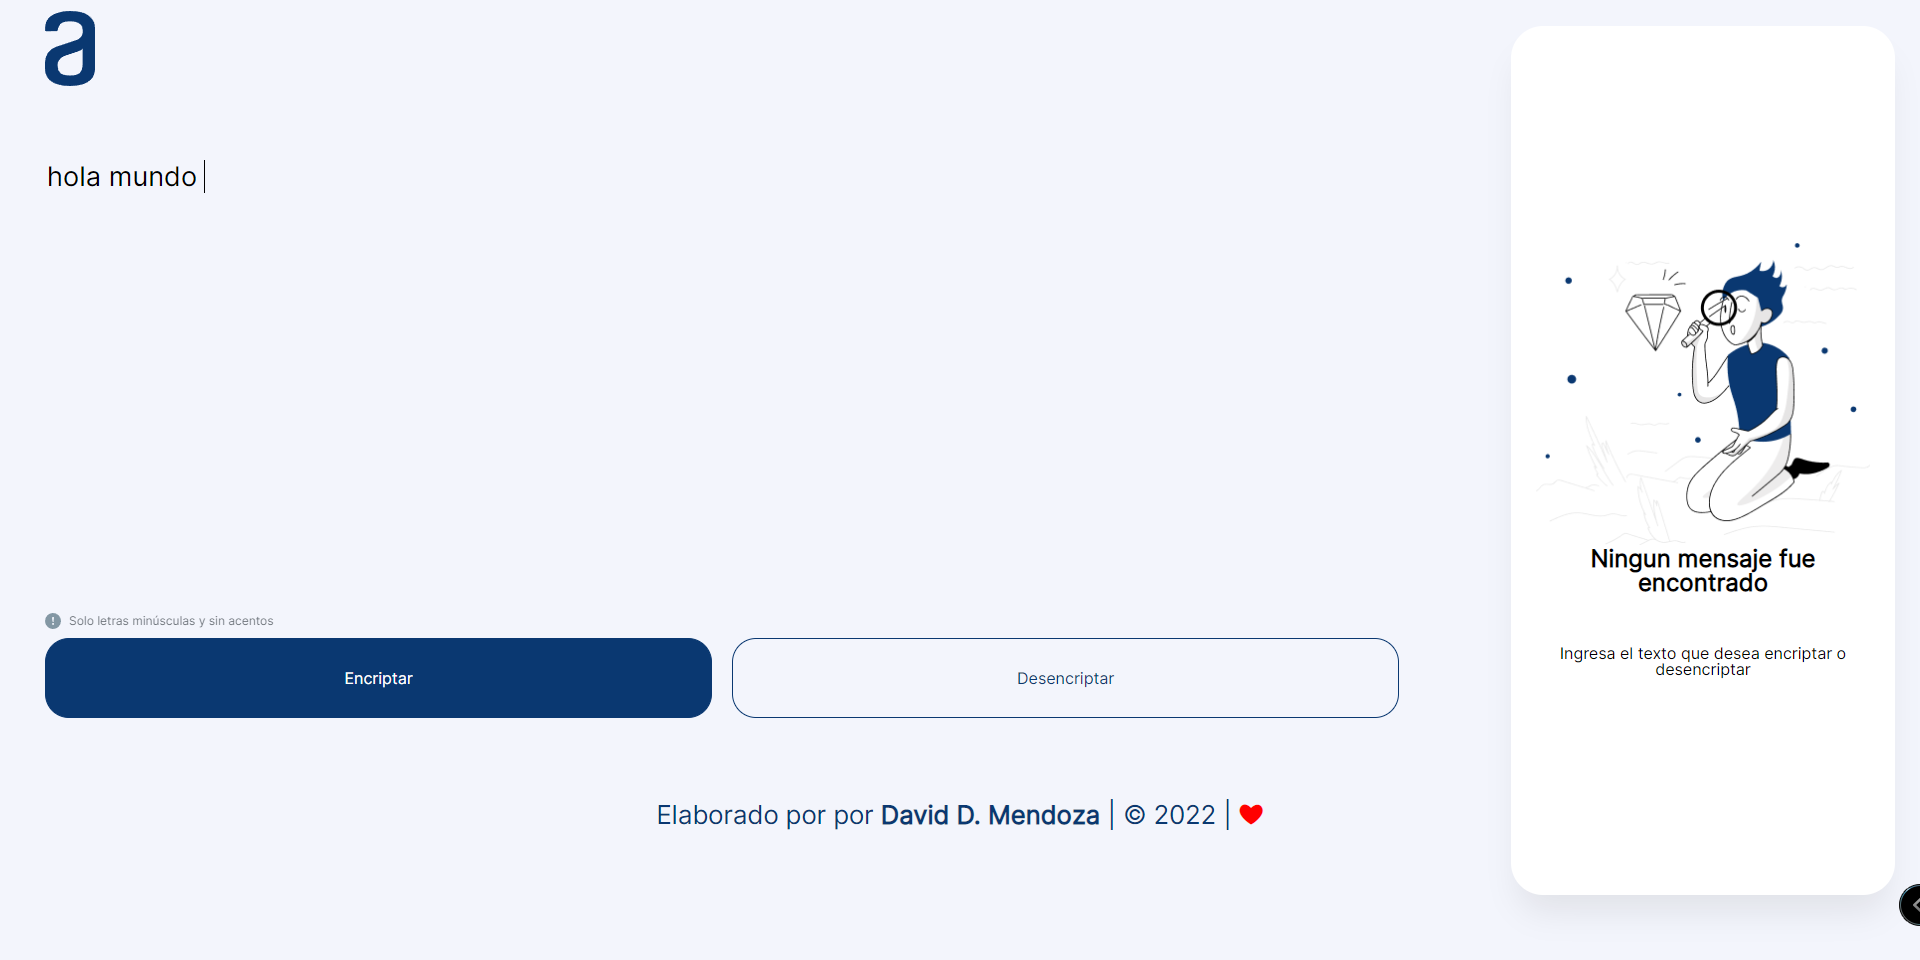 a
hola mundo
Solo letras minúsculas y sin acentos
Encriptar
Desencriptar
Ningun mensaje fue
encontrado
Ingresa el texto que desea encriptar o
desencriptar
Elaborado por por David D. Mendoza | © 2022 | ❤